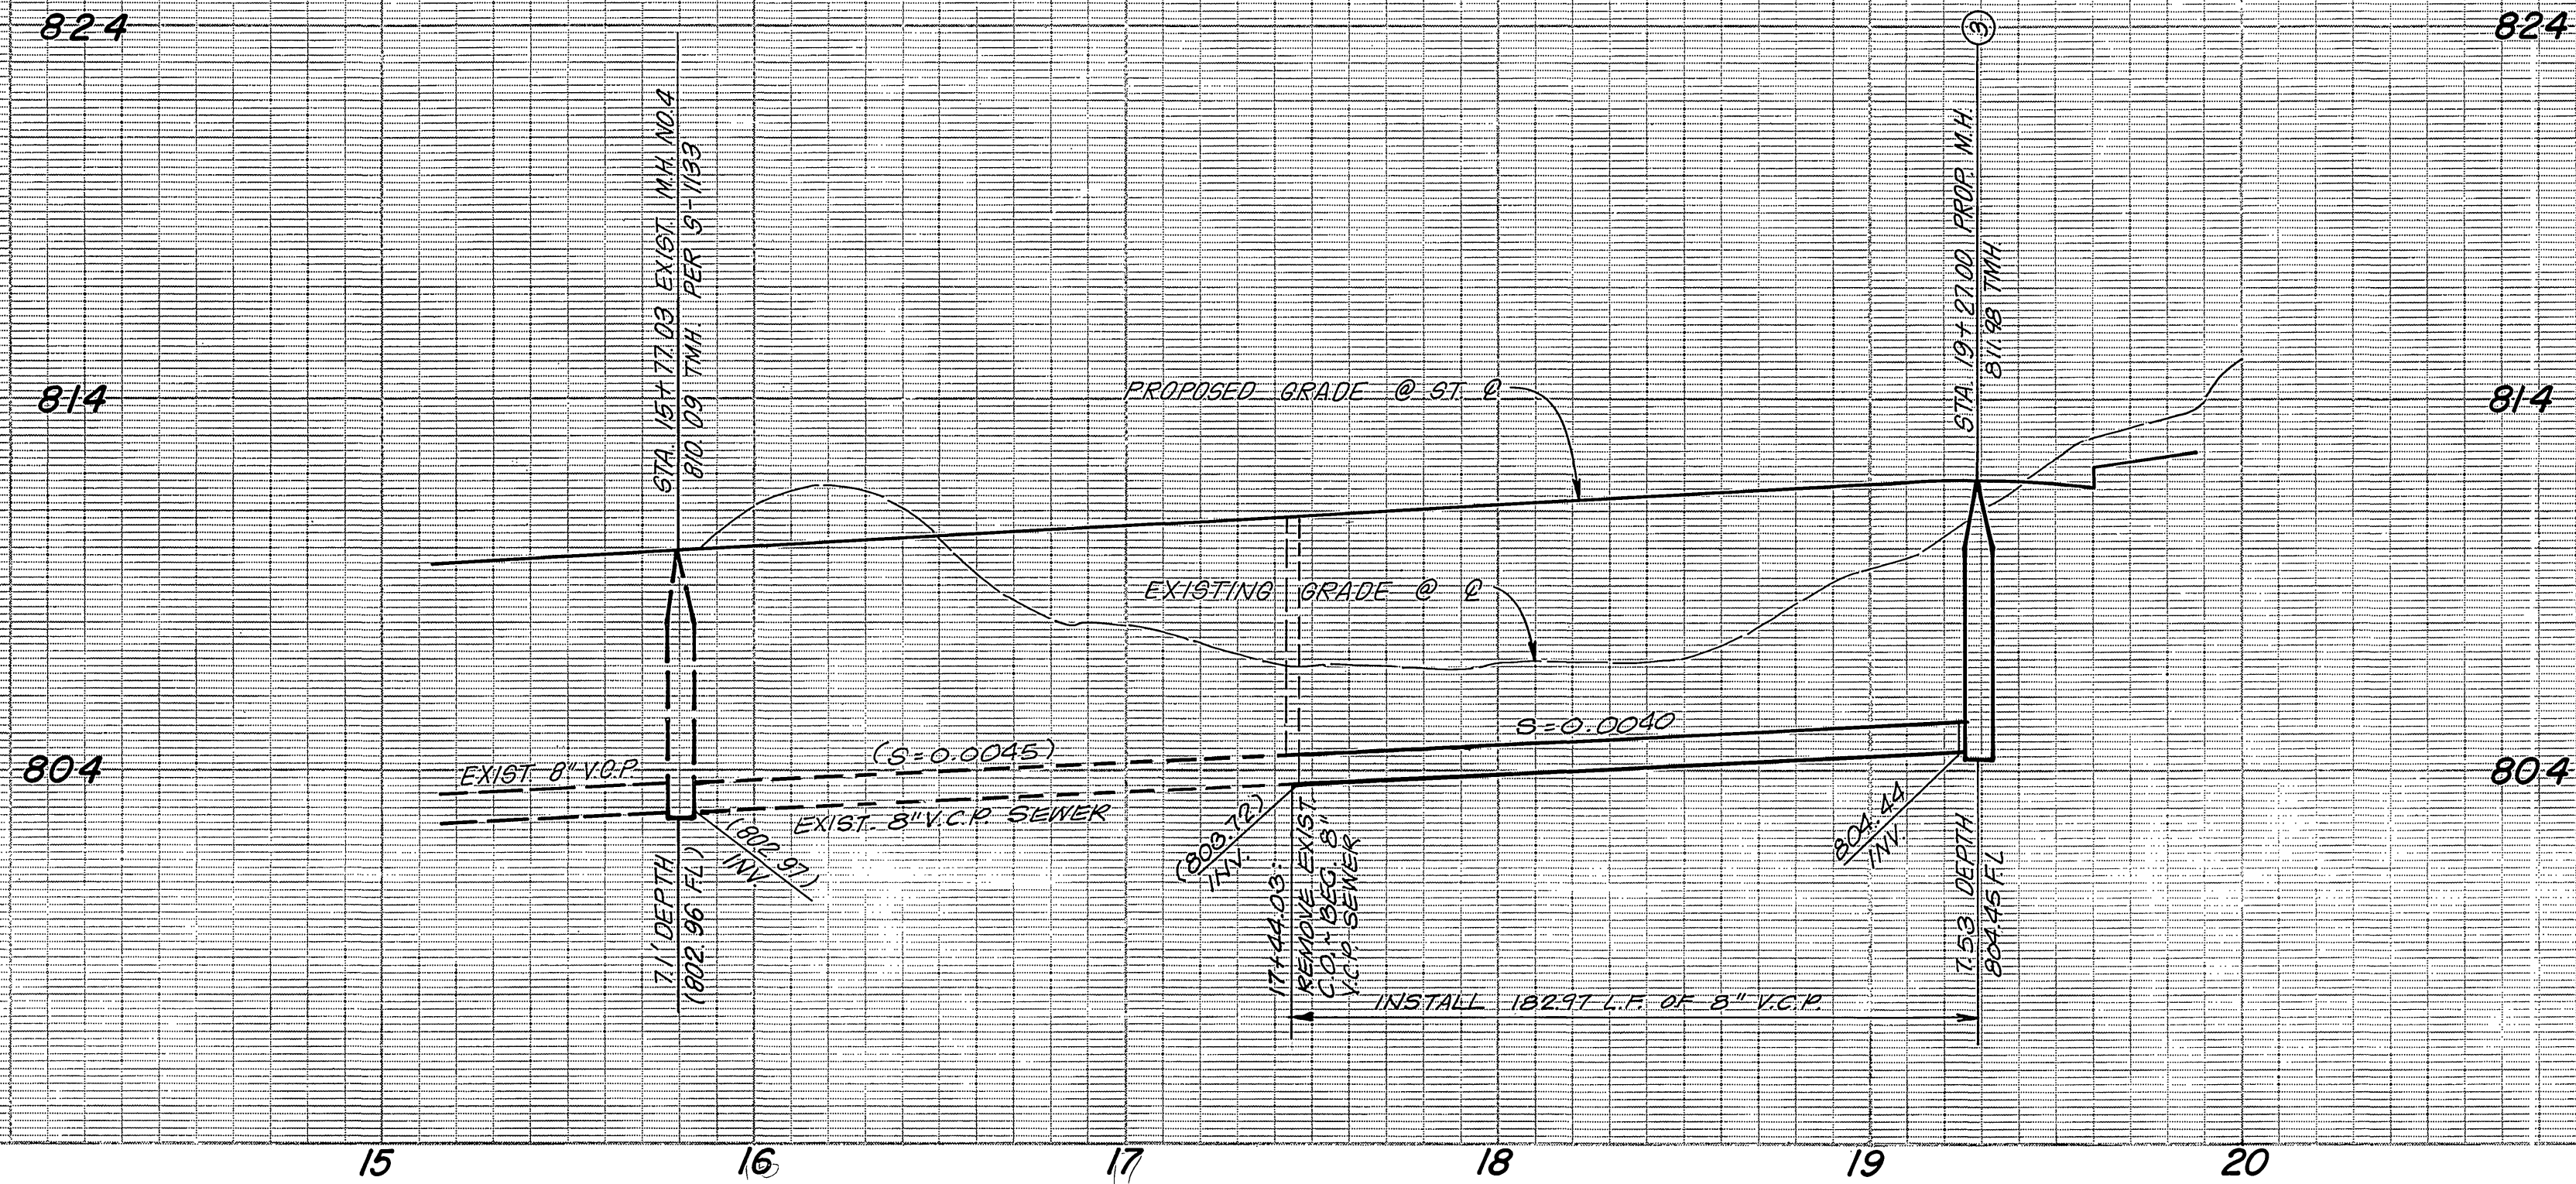 824
824
3
STA. 15+77.03 EXIST. M.H. NO.4
810.09 TMH. PER S-1133
STA. 19+27.00 PROP. M.H.
811.98 TMH.
814
814
PROPOSED GRADE @ ST. ℄
EXISTING GRADE @ ℄
S=0.0040
(S=0.0045)
804
EXIST. 8" V.C.P.
804
EXIST. 8" V.C.P. SEWER
(802.97)
INV.
(803.72)
INV.
804.44
INV.
7.1' DEPTH
(802.96 FL)
17+44.03
REMOVE EXIST.
C.O. ~ BEG. 8"
V.C.P. SEWER
7.53 DEPTH
804.45 F.L.
INSTALL 182.97 L.F. OF 8" V.C.P.
15
16
17
18
19
20